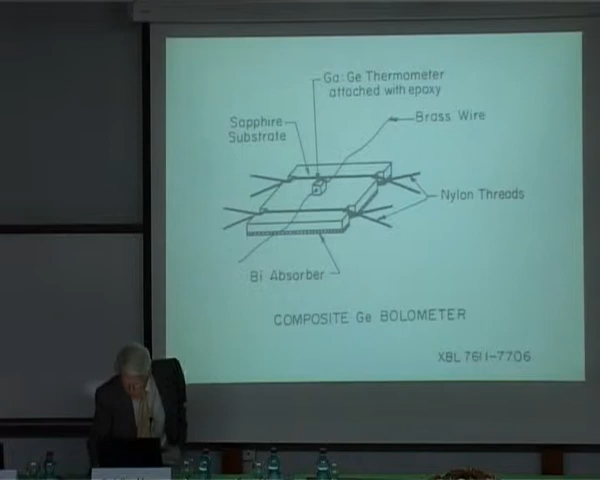 Ga: Ge Thermometer
attached with epoxy
Sapphire
Substrate
Brass Wire
Nylon Threads
Bi Absorber
COMPOSITE Ge BOLOMETER
XBL 7611-7706